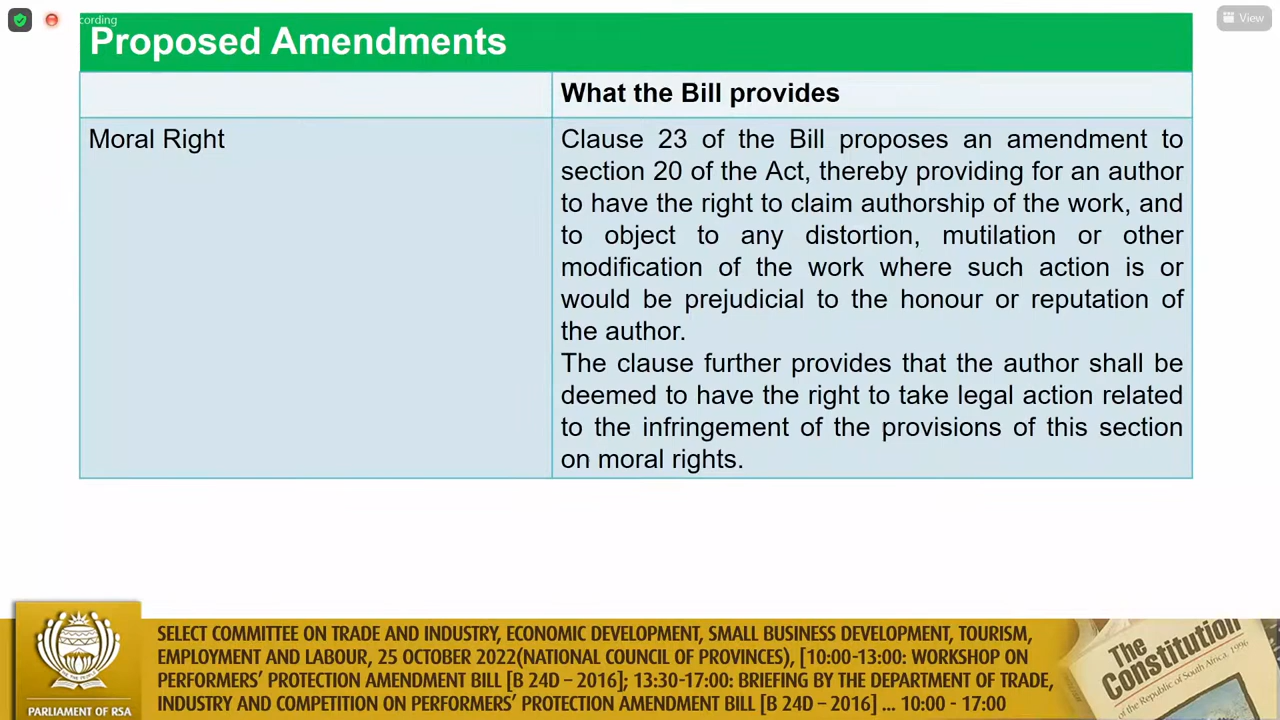 cording
View
Proposed Amendments
What the Bill provides
Moral Right
Clause 23 of the Bill proposes an amendment to
section 20 of the Act, thereby providing for an author
to have the right to claim authorship of the work, and
to object to any distortion, mutilation or other
modification of the work where such action is or
would be prejudicial to the honour or reputation of
the author.
The clause further provides that the author shall be
deemed to have the right to take legal action related
to the infringement of the provisions of this section
on moral rights.
SELECT COMMITTEE ON TRADE AND INDUSTRY, ECONOMIC DEVELOPMENT, SMALL BUSINESS DEVELOPMENT, TOURISM,
EMPLOYMENT AND LABOUR, 25 OCTOBER 2022(NATIONAL COUNCIL OF PROVINCES), [10:00-13:00: WORKSHOP ON
PERFORMERS' PROTECTION AMENDMENT BILL [B 24D – 2016]; 13:30-17:00: BRIEFING BY THE DEPARTMENT OF TRADE,
INDUSTRY AND COMPETITION ON PERFORMERS' PROTECTION AMENDMENT BILL [B 24D – 2016] ... 10:00 - 17:00
PARLIAMENT OF RSA
The
Constitution
of the Republic of South Africa, 1996